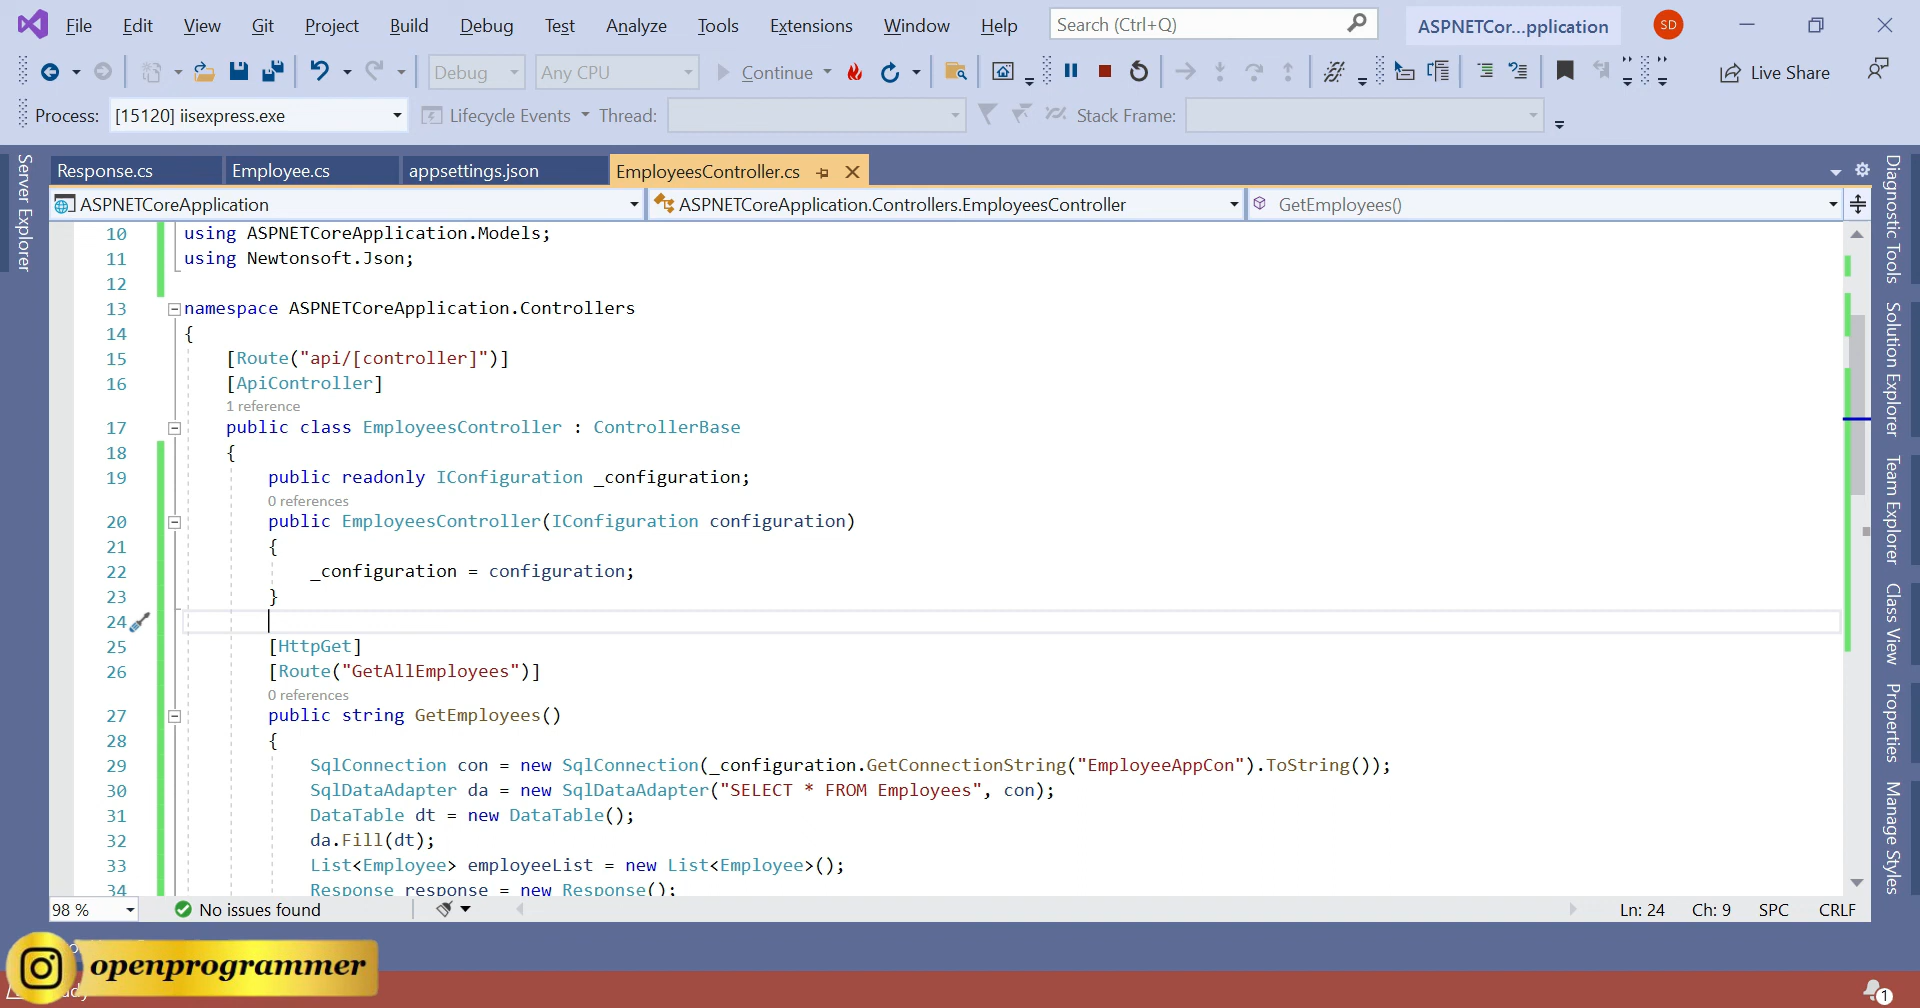 File Edit View Git Project Build Debug Test Analyze Tools Extensions Window Help Search (Ctrl+Q) ASPNETCor...pplication SD
Debug Any CPU Continue Live Share
Process: [15120] iisexpress.exe Lifecycle Events Thread: Stack Frame:
Server Explorer
Response.cs Employee.cs appsettings.json EmployeesController.cs
ASPNETCoreApplication ASPNETCoreApplication.Controllers.EmployeesController GetEmployees()
10 using ASPNETCoreApplication.Models;
11 using Newtonsoft.Json;
12
13 namespace ASPNETCoreApplication.Controllers
14 {
15 [Route("api/[controller]")]
16 [ApiController]
1 reference
17 public class EmployeesController : ControllerBase
18 {
19 public readonly IConfiguration _configuration;
0 references
20 public EmployeesController(IConfiguration configuration)
21 {
22 _configuration = configuration;
23 }
24
25 [HttpGet]
26 [Route("GetAllEmployees")]
0 references
27 public string GetEmployees()
28 {
29 SqlConnection con = new SqlConnection(_configuration.GetConnectionString("EmployeeAppCon").ToString());
30 SqlDataAdapter da = new SqlDataAdapter("SELECT * FROM Employees", con);
31 DataTable dt = new DataTable();
32 da.Fill(dt);
33 List<Employee> employeeList = new List<Employee>();
34 Response response = new Response();
Diagnostic Tools
Solution Explorer
Team Explorer
Class View
Properties
Manage Styles
98 % No issues found Ln: 24 Ch: 9 SPC CRLF
openprogrammer
1